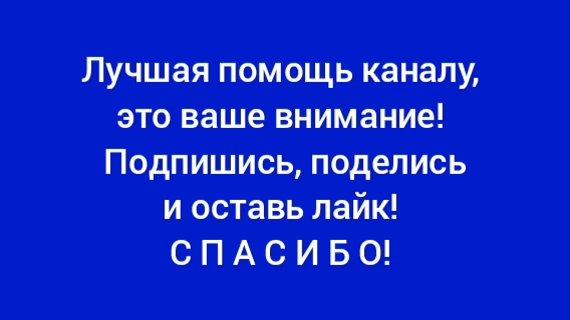 Лучшая помощь каналу,
это ваше внимание!
Подпишись, поделись
и оставь лайк!
С П А С И Б О!